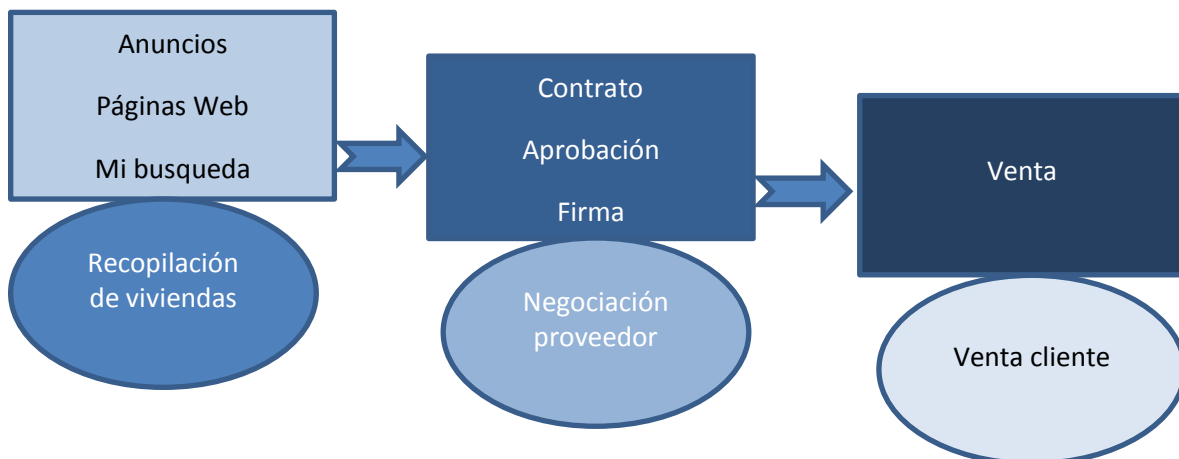 Anuncios
Páginas Web
Mi busqueda
Recopilación
de viviendas
Contrato
Aprobación
Firma
Negociación
proveedor
Venta
Venta cliente